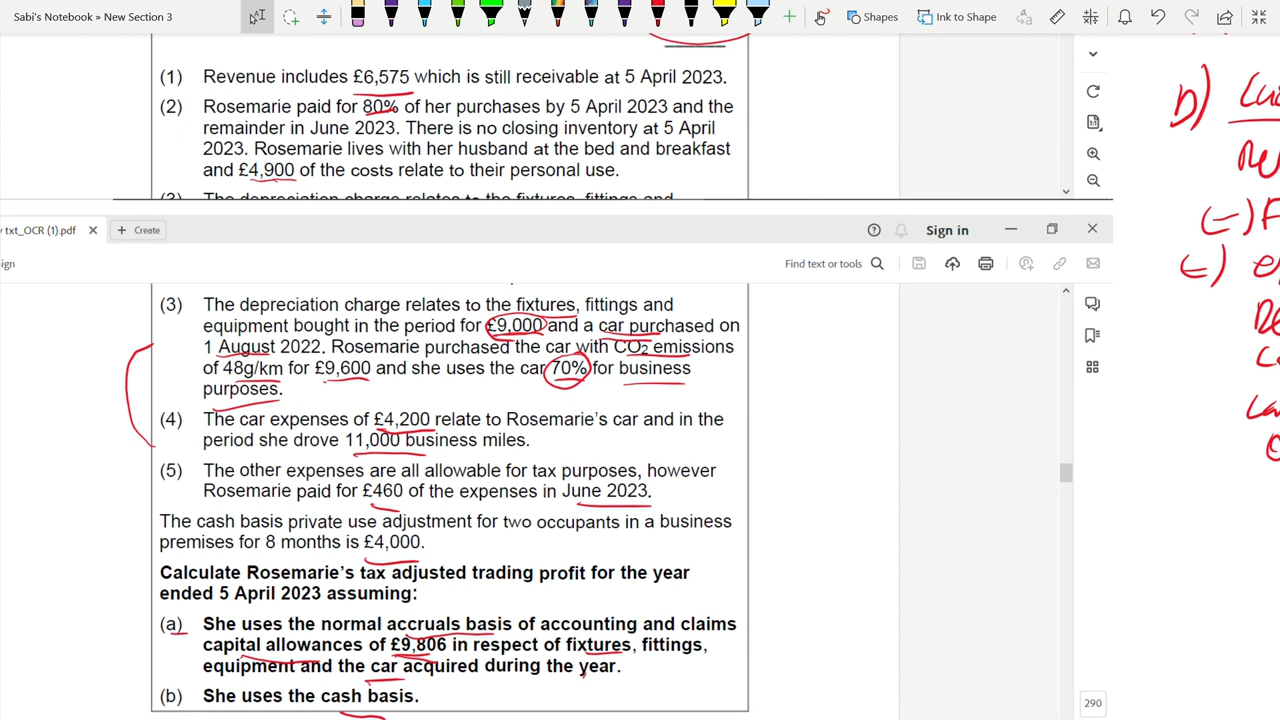 Sabi's Notebook » New Section 3
Shapes
Ink to Shape
(1) Revenue includes £6,575 which is still receivable at 5 April 2023.
(2) Rosemarie paid for 80% of her purchases by 5 April 2023 and the
remainder in June 2023. There is no closing inventory at 5 April
2023. Rosemarie lives with her husband at the bed and breakfast
and £4,900 of the costs relate to their personal use.
D)
(-)
txt_OCR (1).pdf
Create
Sign in
Find text or tools
(3) The depreciation charge relates to the fixtures, fittings and
equipment bought in the period for £9,000 and a car purchased on
1 August 2022. Rosemarie purchased the car with CO2 emissions
of 48g/km for £9,600 and she uses the car 70% for business
purposes.
(4) The car expenses of £4,200 relate to Rosemarie's car and in the
period she drove 11,000 business miles.
(5) The other expenses are all allowable for tax purposes, however
Rosemarie paid for £460 of the expenses in June 2023.
The cash basis private use adjustment for two occupants in a business
premises for 8 months is £4,000.
Calculate Rosemarie's tax adjusted trading profit for the year
ended 5 April 2023 assuming:
(a) She uses the normal accruals basis of accounting and claims
capital allowances of £9,806 in respect of fixtures, fittings,
equipment and the car acquired during the year.
(b) She uses the cash basis.
290